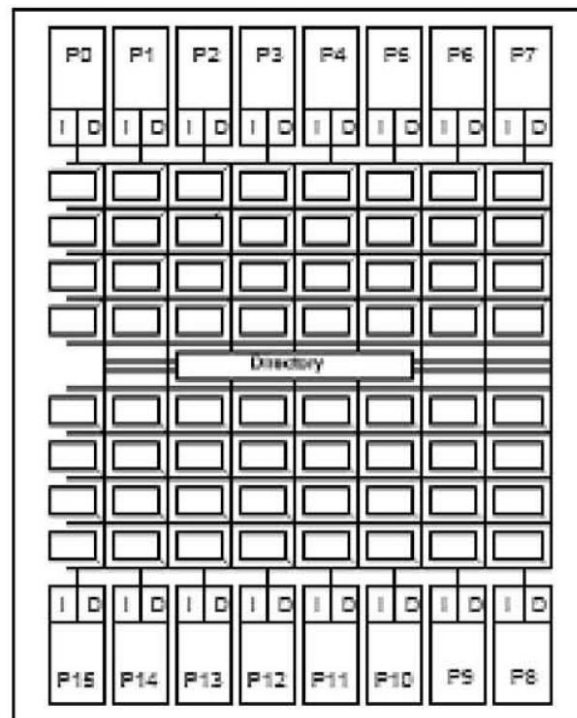 P0 P1 P2 P3 P4 P5 P6 P7
I D I D I D I D I D I D I D I D
Directory
I D I D I D I D I D I D I D I D
P15 P14 P13 P12 P11 P10 P9 P8